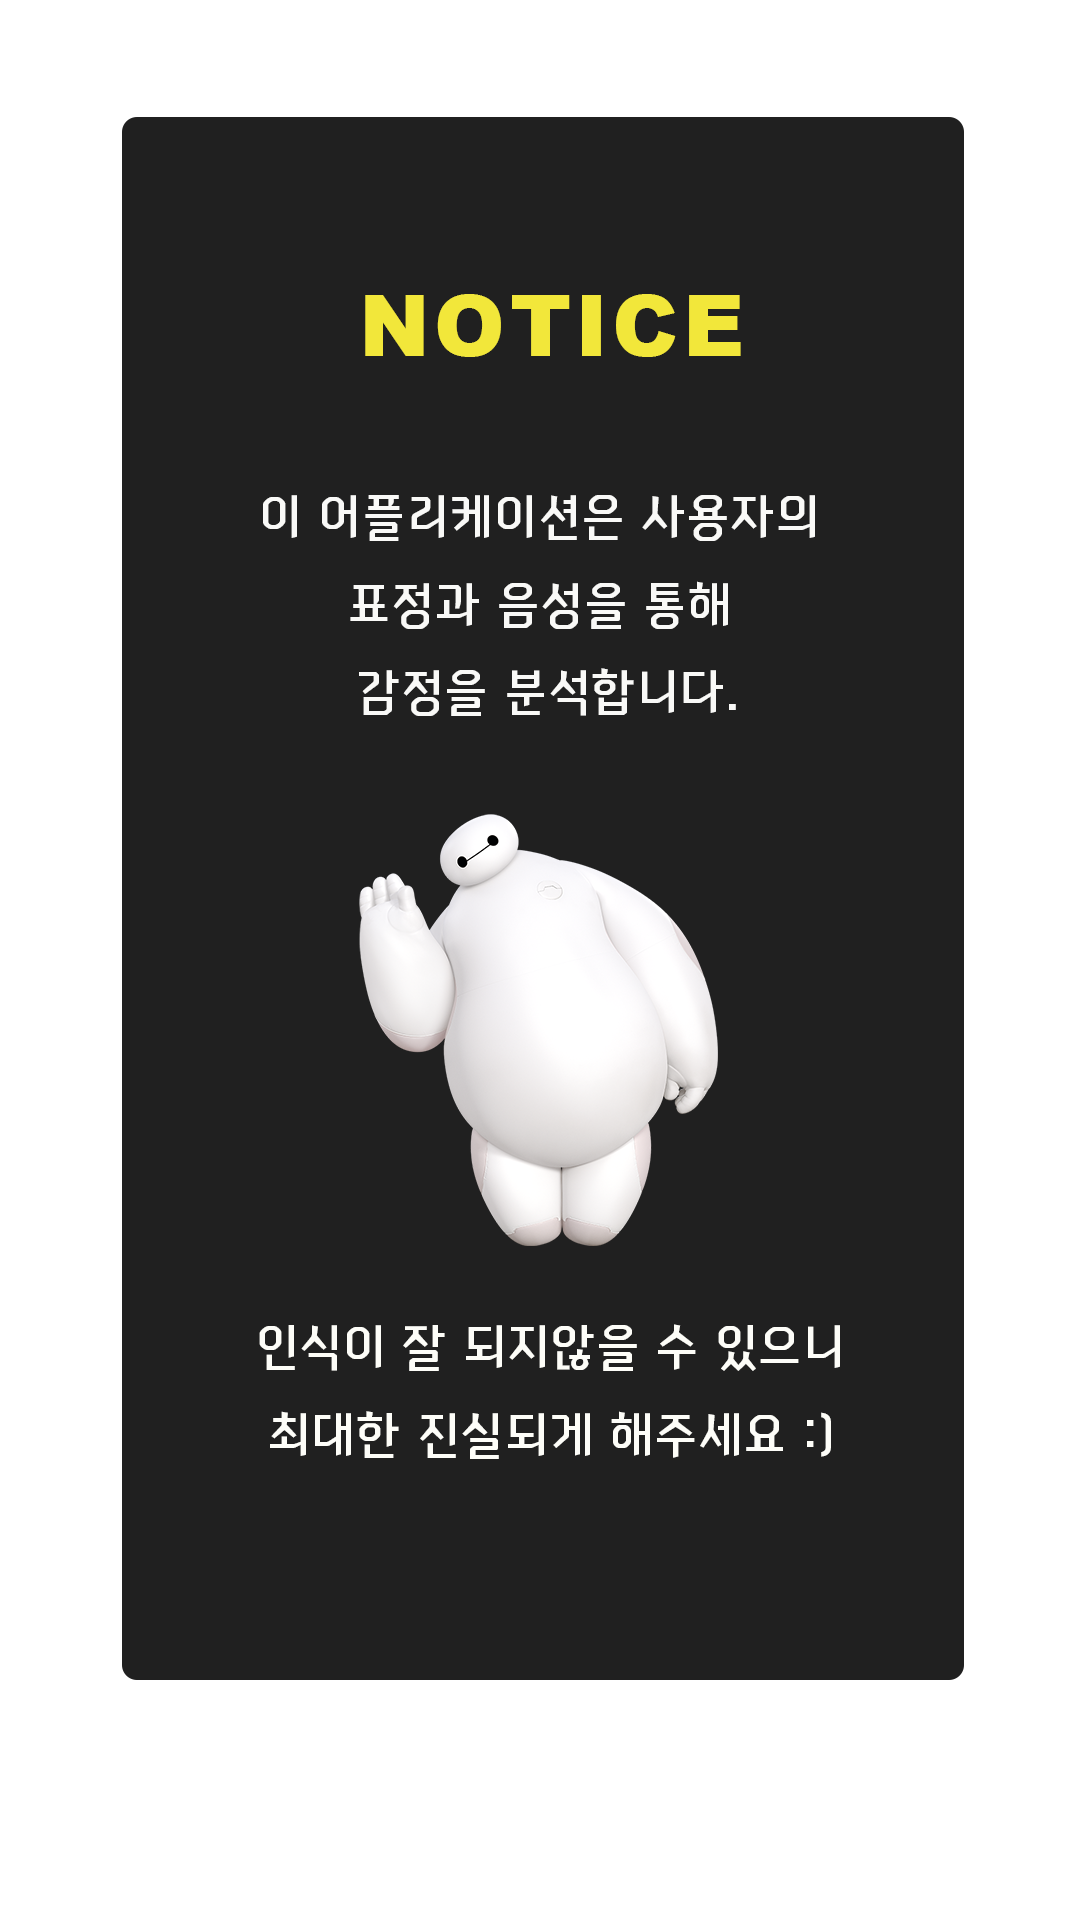 NOTICE
이 어플리케이션은 사용자의
표정과 음성을 통해
감정을 분석합니다.
인식이 잘 되지않을 수 있으니
최대한 진실되게 해주세요 :)